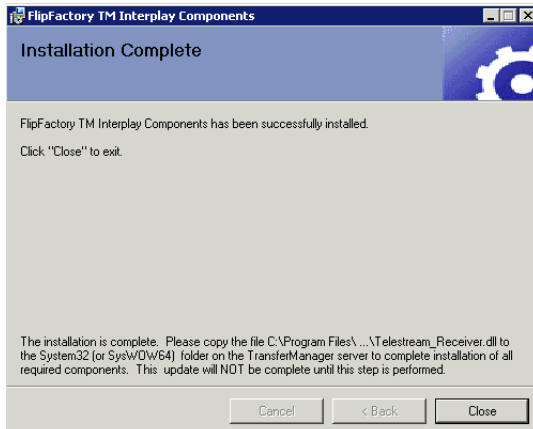 FlipFactory TM Interplay Components
Installation Complete
FlipFactory TM Interplay Components has been successfully installed.
Click "Close" to exit.
The installation is complete.  Please copy the file C:\Program Files\ ...\Telestream_Receiver.dll to
the System32 (or SysWOW64)  folder on the TransferManager server to complete installation of all
required components.  This  update will NOT be complete until this step is performed.
Cancel
< Back
Close